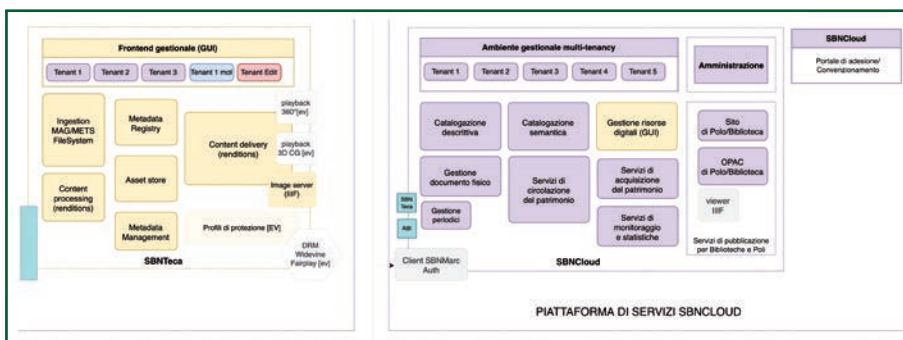 Frontend gestionale (GUI)
Tenant 1
Tenant 2
Tenant 3
Tenant 1 mol
Tenant Edit
Ingestion
MAG/METS
FileSystem
Metadata
Registry
Content delivery
(renditions)
Asset store
Content
processing
(renditions)
Metadata
Management
Profili di protezione [EV]
SBNTeca
playback
360°[ev]
playback
3D CG [ev]
Image server
(IIIF)
DRM
Widevine
Fairplay [ev]
Ambiente gestionale multi-tenancy
Tenant 1
Tenant 2
Tenant 3
Tenant 4
Tenant 5
Catalogazione
descrittiva
Catalogazione
semantica
Gestione risorse
digitali (GUI)
Gestione
documento fisico
Servizi di
circolazione
del patrimonio
Servizi di
acquisizione
del patrimonio
Gestione
periodici
Servizi di
monitoraggio
e statistiche
SBN
Teca
Client SBNMarc
Auth
SBNCloud
Amministrazione
Sito
di Polo/Biblioteca
OPAC
di Polo/Biblioteca
viewer
IIIF
Servizi di pubblicazione
per Biblioteche e Poli
SBNCloud
Portale di adesione/
Convenzionamento
PIATTAFORMA DI SERVIZI SBNCLOUD